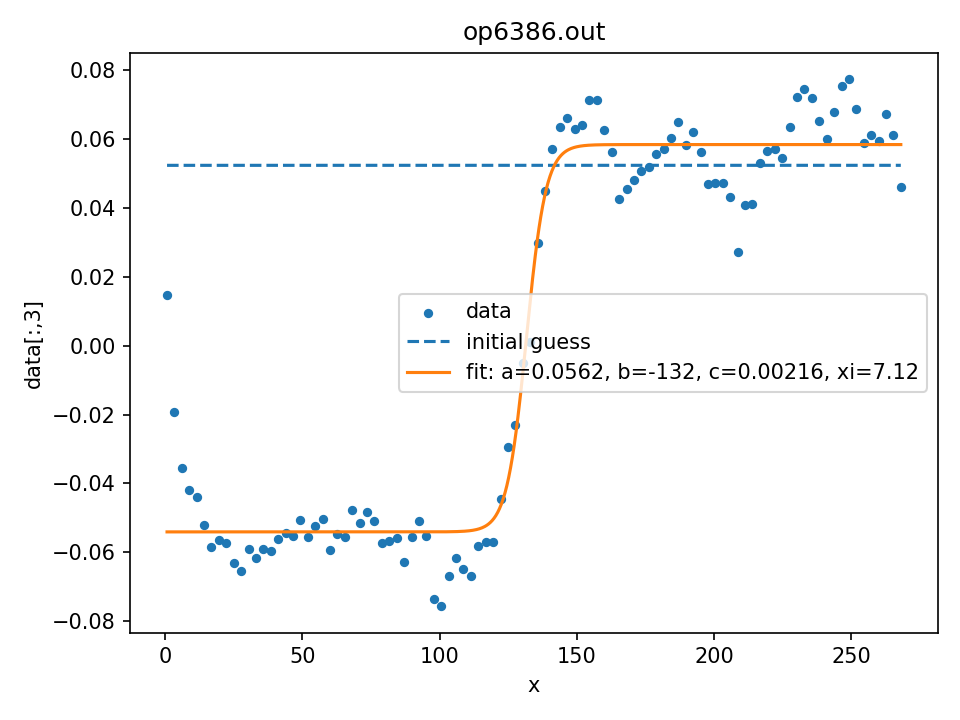 op6386.out
0.08
0.06
0.04
0.02
0.00
−0.02
−0.04
−0.06
−0.08
data[:,3]
data
initial guess
fit: a=0.0562, b=-132, c=0.00216, xi=7.12
0 50 100 150 200 250
x